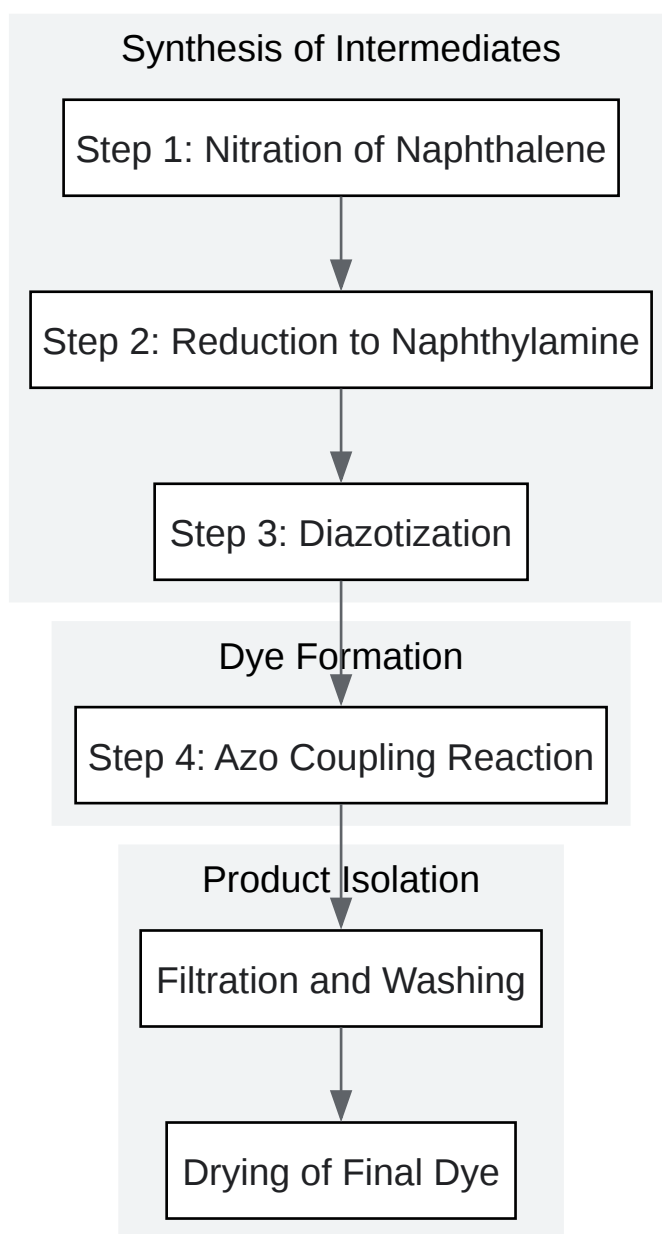 Synthesis of Intermediates
Step 1: Nitration of Naphthalene
Step 2: Reduction to Naphthylamine
Step 3: Diazotization
Dye Formation
Step 4: Azo Coupling Reaction
Product Isolation
Filtration and Washing
Drying of Final Dye